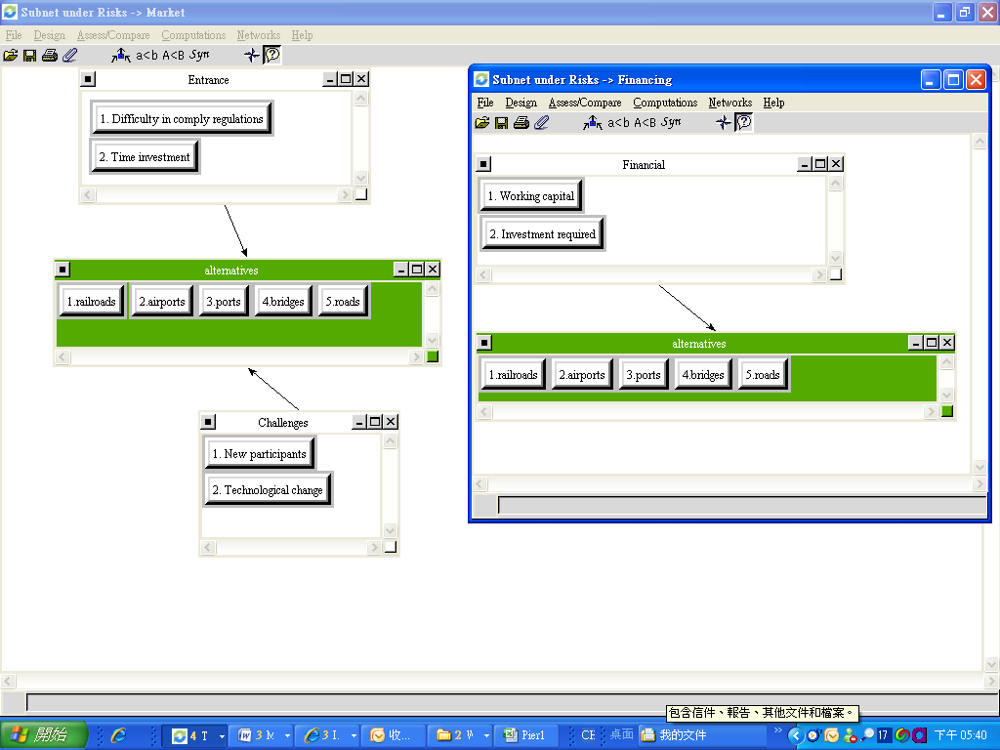 Subnet under Risks -> Market
File Design Assess/Compare Computations Networks Help
a<b A<B Syn
Entrance
1. Difficulty in comply regulations
2. Time investment
alternatives
1.railroads 2.airports 3.ports 4.bridges 5.roads
Challenges
1. New participants
2. Technological change
Subnet under Risks -> Financing
File Design Assess/Compare Computations Networks Help
a<b A<B Syn
Financial
1. Working capital
2. Investment required
alternatives
1.railroads 2.airports 3.ports 4.bridges 5.roads
包含信件、報告、其他文件和檔案。
開始 4 T 3 M 3 I. 收... 2 W Pier1 CH 桌面 我的文件 17 下午 05:40